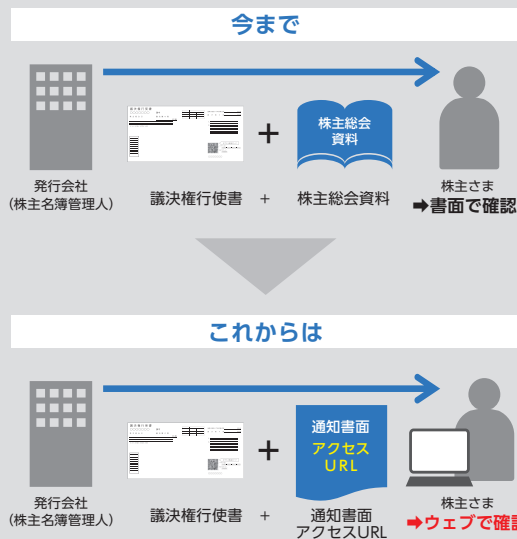 今まで
株主総会
資料
+
発行会社
(株主名簿管理人)
議決権行使書 + 株主総会資料
株主さま
➡書面で確認
これからは
通知書面
アクセス
URL
+
発行会社
(株主名簿管理人)
議決権行使書 + 通知書面
アクセスURL
株主さま
➡ウェブで確認